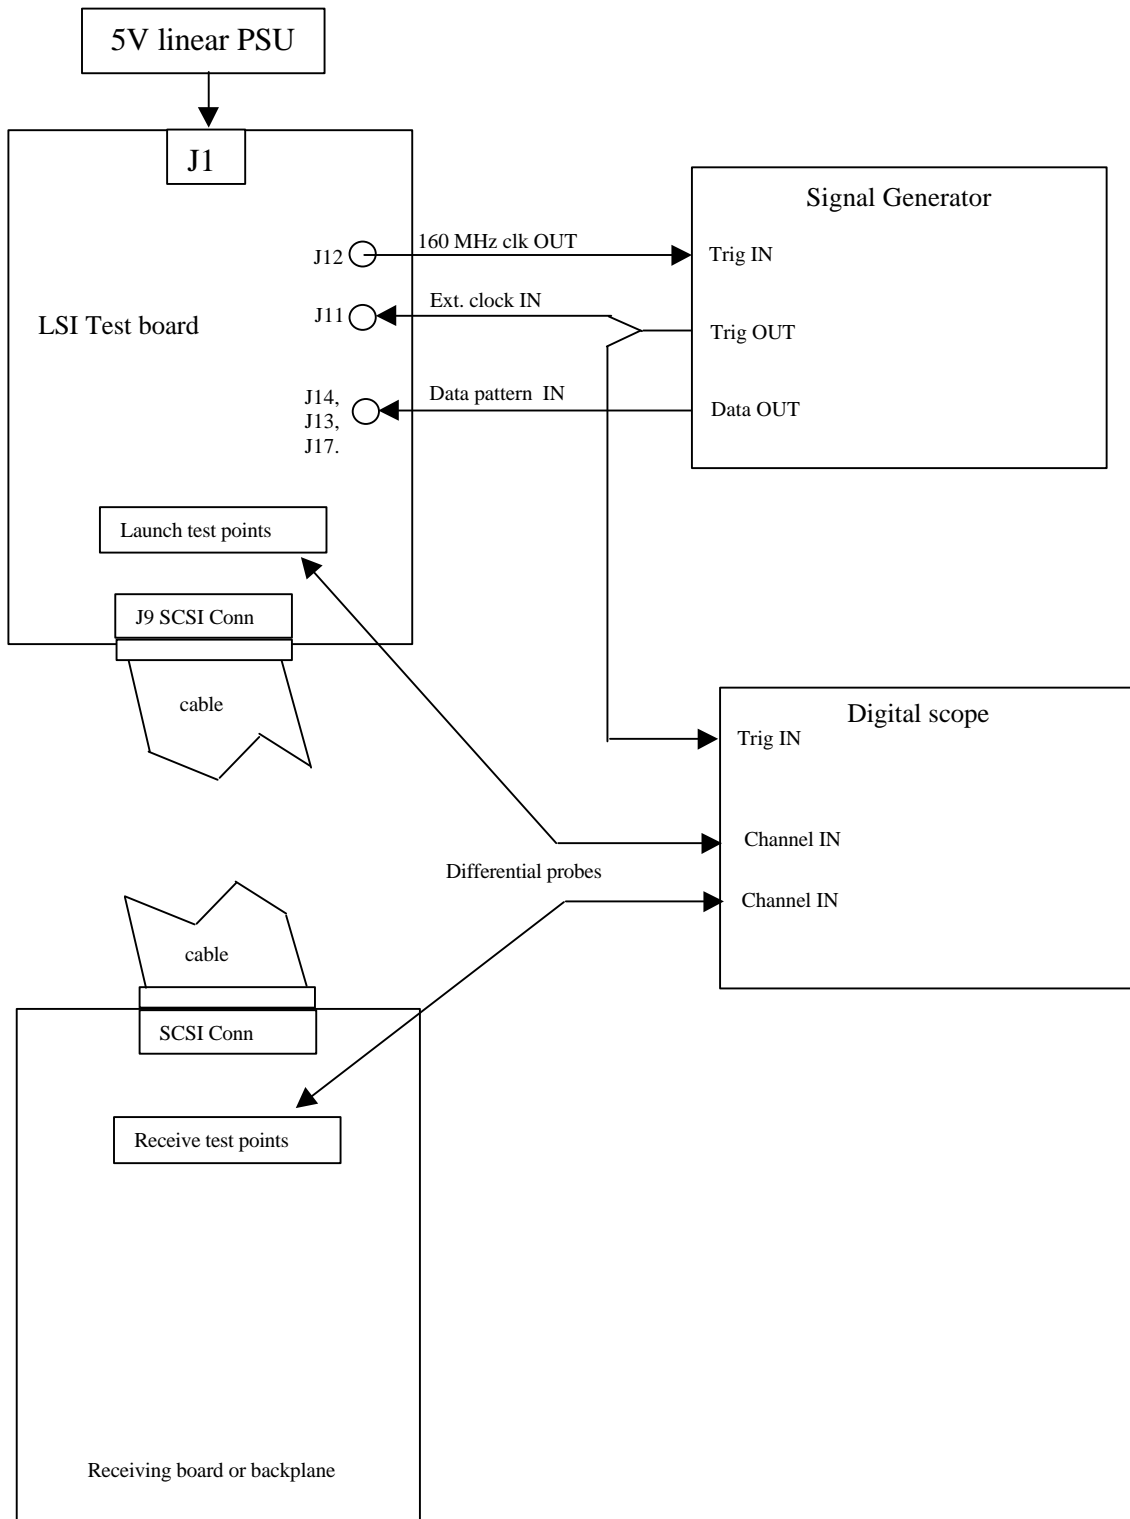 5V linear PSU
J1
Signal Generator
J12
160 MHz clk OUT
Trig IN
LSI Test board
J11
Ext. clock IN
Trig OUT
J14,
J13,
J17.
Data pattern IN
Data OUT
Launch test points
J9 SCSI Conn
cable
Digital scope
Trig IN
Channel IN
Differential probes
Channel IN
cable
SCSI Conn
Receive test points
Receiving board or backplane